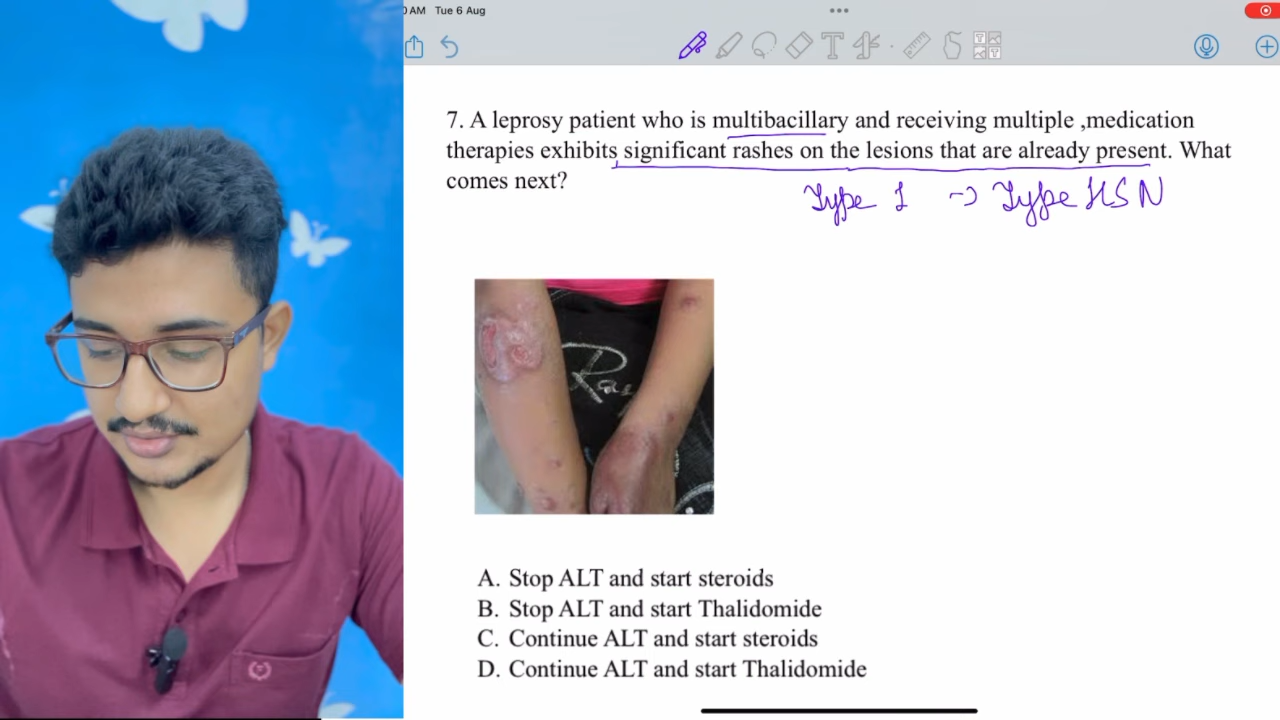 0 AM Tue 6 Aug
7. A leprosy patient who is multibacillary and receiving multiple ,medication
therapies exhibits significant rashes on the lesions that are already present. What
comes next?
Type 1 → Type HSN
A. Stop ALT and start steroids
B. Stop ALT and start Thalidomide
C. Continue ALT and start steroids
D. Continue ALT and start Thalidomide